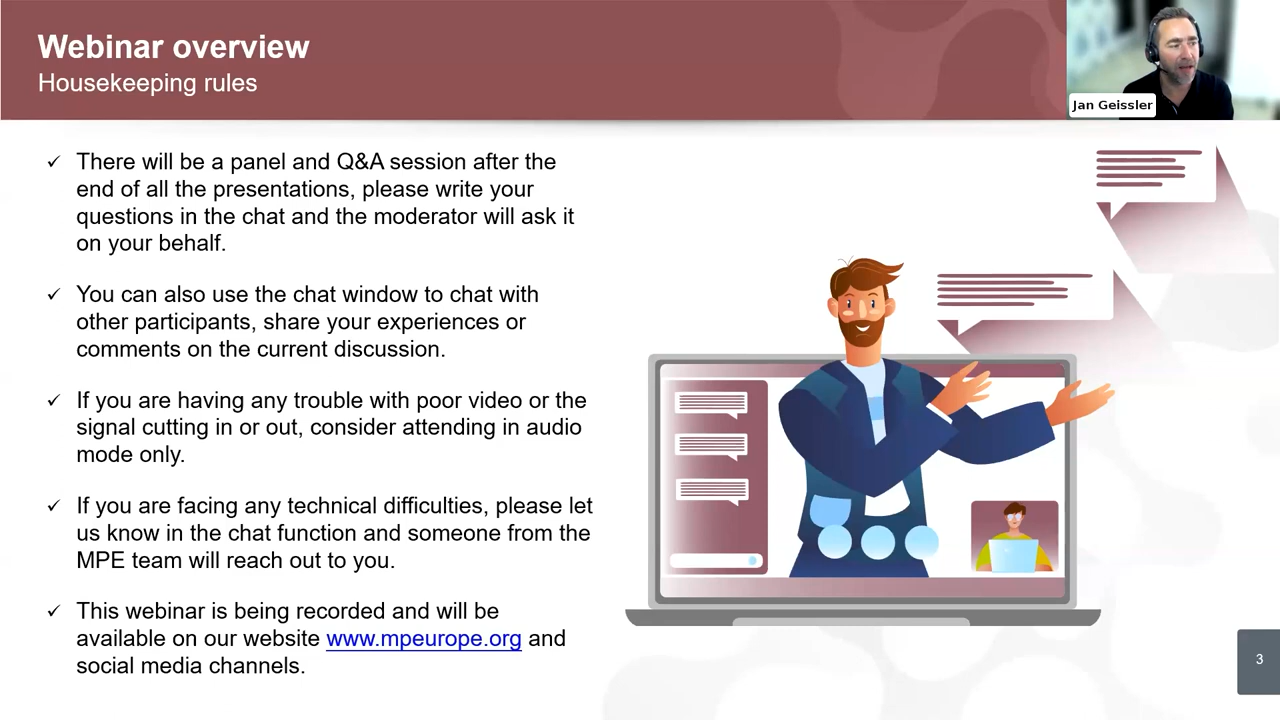 Webinar overview
Housekeeping rules
Jan Geissler
✓ There will be a panel and Q&A session after the
end of all the presentations, please write your
questions in the chat and the moderator will ask it
on your behalf.
✓ You can also use the chat window to chat with
other participants, share your experiences or
comments on the current discussion.
✓ If you are having any trouble with poor video or the
signal cutting in or out, consider attending in audio
mode only.
✓ If you are facing any technical difficulties, please let
us know in the chat function and someone from the
MPE team will reach out to you.
✓ This webinar is being recorded and will be
available on our website www.mpeurope.org and
social media channels.
3